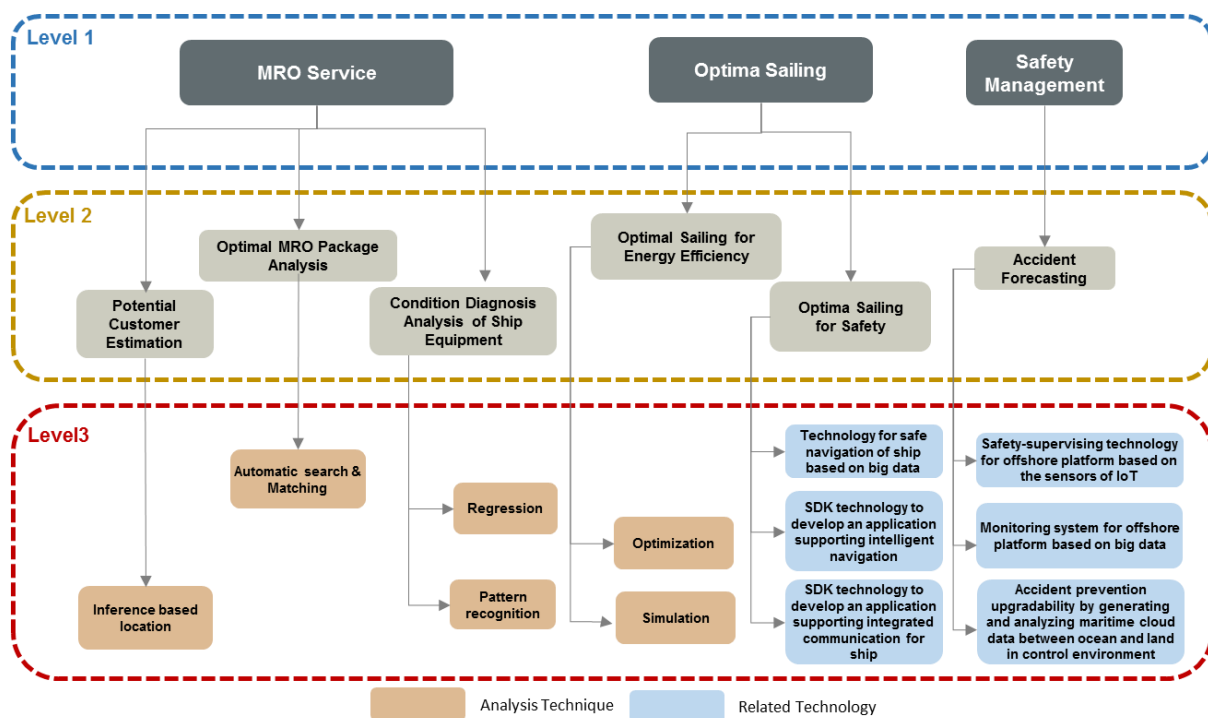 Level 1
MRO Service
Optima Sailing
Safety
Management
Level 2
Potential
Customer
Estimation
Optimal MRO Package
Analysis
Condition Diagnosis
Analysis of Ship
Equipment
Optimal Sailing for
Energy Efficiency
Optima Sailing
for Safety
Accident
Forecasting
Level3
Inference based
location
Automatic search &
Matching
Regression
Pattern
recognition
Optimization
Simulation
Technology for safe
navigation of ship
based on big data
SDK technology to
develop an application
supporting intelligent
navigation
SDK technology to
develop an application
supporting integrated
communication for
ship
Safety-supervising technology
for offshore platform based on
the sensors of IoT
Monitoring system for offshore
platform based on big data
Accident prevention
upgradability by generating
and analyzing maritime cloud
data between ocean and land
in control environment
Analysis Technique
Related Technology